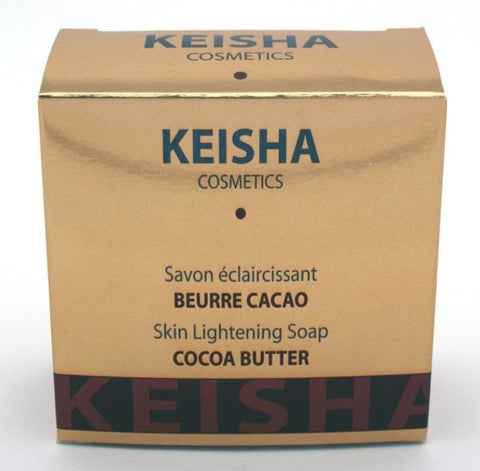 KEISHA
COSMETICS
KEISHA
COSMETICS
Savon éclaircissant
BEURRE CACAO
Skin Lightening Soap
COCOA BUTTER
KEISHA